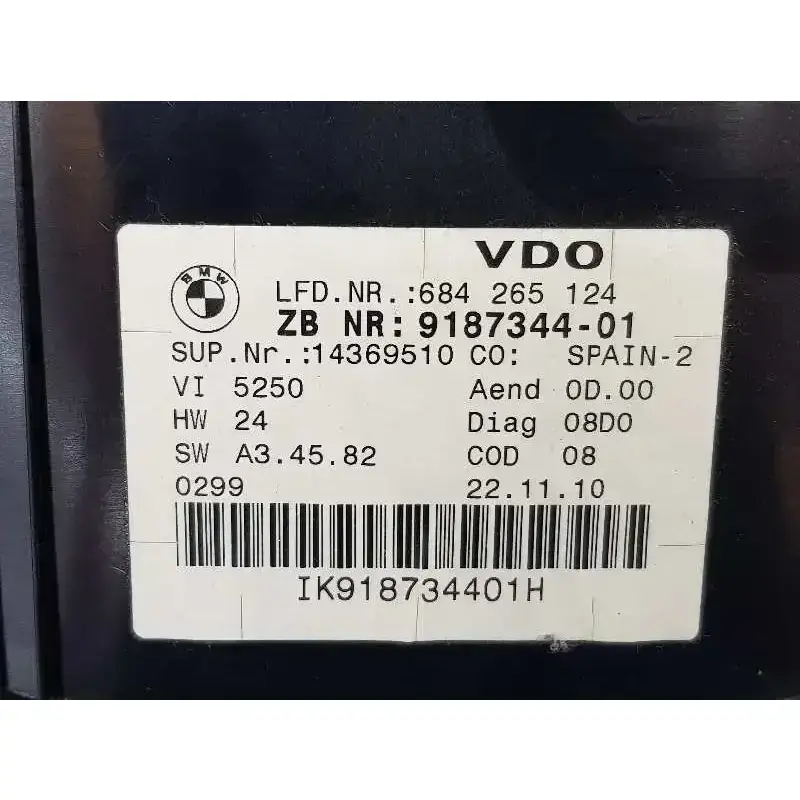 VDO
BMW
LFD.NR.:684 265 124
ZB NR: 9187344-01
SUP.Nr.:14369510 CO: SPAIN-2
VI 5250 Aend 0D.00
HW 24 Diag 08D0
SW A3.45.82 COD 08
0299 22.11.10
IK918734401H